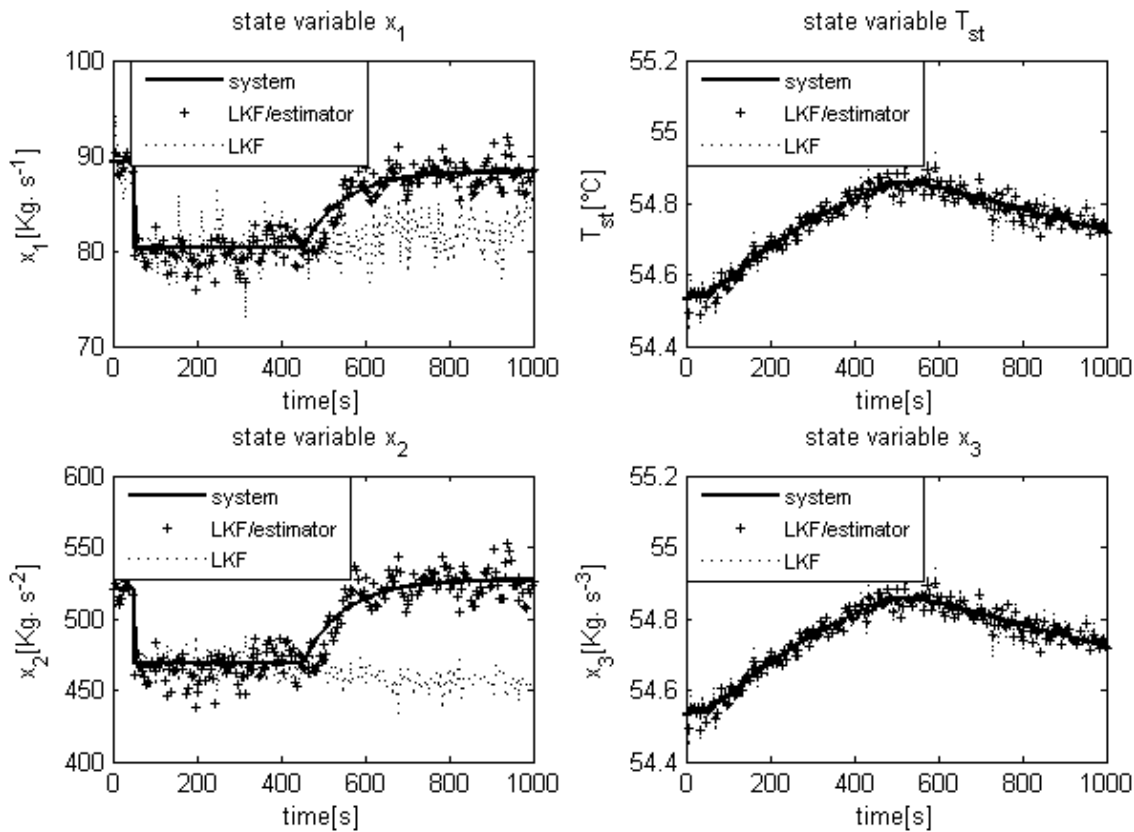 state variable x1
100
90
80
70
x1[Kg. s-1]
system
LKF/estimator
LKF
0 200 400 600 800 1000
time[s]
state variable Tst
55.2
55
54.8
54.6
54.4
Tst[°C]
system
LKF/estimator
LKF
0 200 400 600 800 1000
time[s]
state variable x2
600
550
500
450
400
x2[Kg. s-2]
system
LKF/estimator
LKF
0 200 400 600 800 1000
time[s]
state variable x3
55.2
55
54.8
54.6
54.4
x3[Kg. s-3]
system
LKF/estimator
LKF
0 200 400 600 800 1000
time[s]